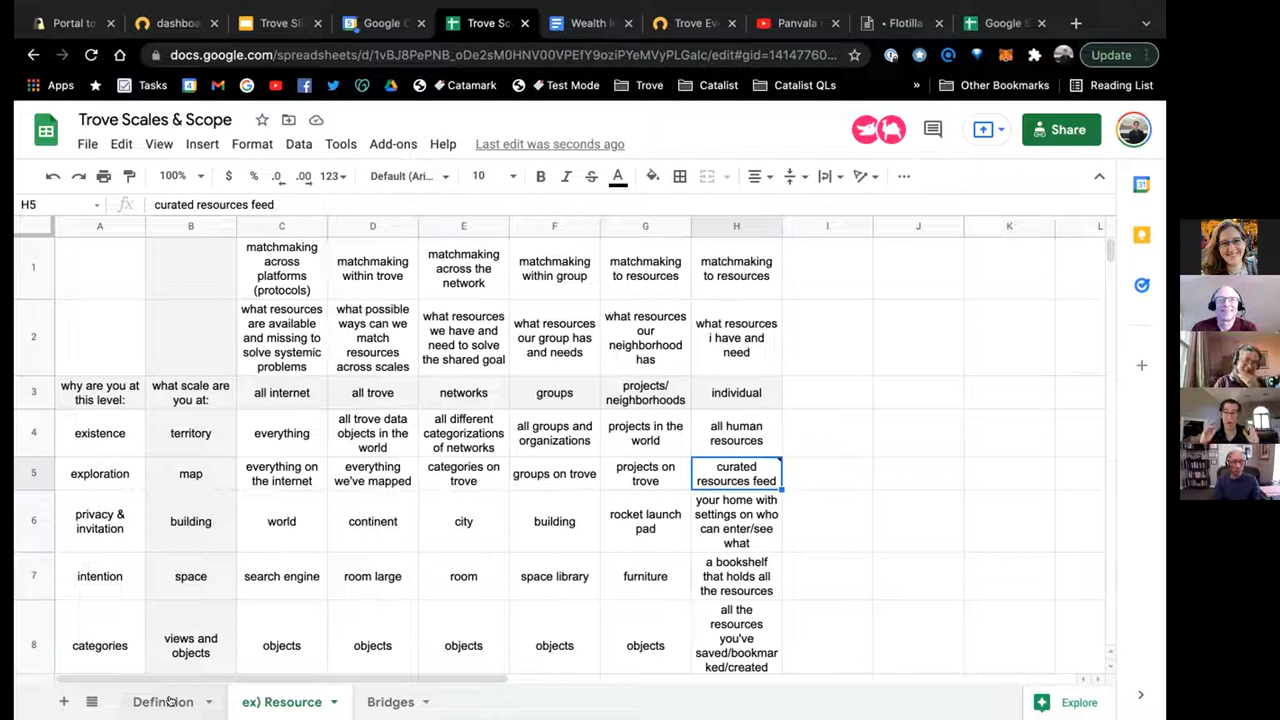 Portal to
dashboa
Trove Sli
Google C
Trove Sc
Wealth In
Trove Ev
Panvala
• Flotilla
Google S
docs.google.com/spreadsheets/d/1vBJ8PePNB_oDe2sM0HNV00VPEfY9oziPYeMVyPLGaIc/edit#gid=14147760...
Update
Apps
Tasks
Catamark
Test Mode
Trove
Catalist
Catalist QLs
»
Other Bookmarks
Reading List
Trove Scales & Scope
Share
File Edit View Insert Format Data Tools Add-ons Help Last edit was seconds ago
100% $ % .0 .00 123 Default (Ari... 10 B I S A
H5 fx curated resources feed
A B C D E F G H I J K L
1
matchmaking
across
platforms
(protocols)
matchmaking
within trove
matchmaking
across the
network
matchmaking
within group
matchmaking
to resources
matchmaking
to resources
2
what resources
are available
and missing to
solve systemic
problems
what possible
ways can we
match
resources
across scales
what resources
we have and
need to solve
the shared goal
what resources
our group has
and needs
what resources
our
neighborhood
has
what resources
i have and
need
3
why are you at
this level:
what scale are
you at:
all internet
all trove
networks
groups
projects/
neighborhoods
individual
4
existence
territory
everything
all trove data
objects in the
world
all different
categorizations
of networks
all groups and
organizations
projects in the
world
all human
resources
5
exploration
map
everything on
the internet
everything
we've mapped
categories on
trove
groups on trove
projects on
trove
curated
resources feed
6
privacy &
invitation
building
world
continent
city
building
rocket launch
pad
your home with
settings on who
can enter/see
what
7
intention
space
search engine
room large
room
space library
furniture
a bookshelf
that holds all
the resources
8
categories
views and
objects
objects
objects
objects
objects
objects
all the
resources
you've
saved/bookmar
ked/created
Definition
ex) Resource
Bridges
Explore